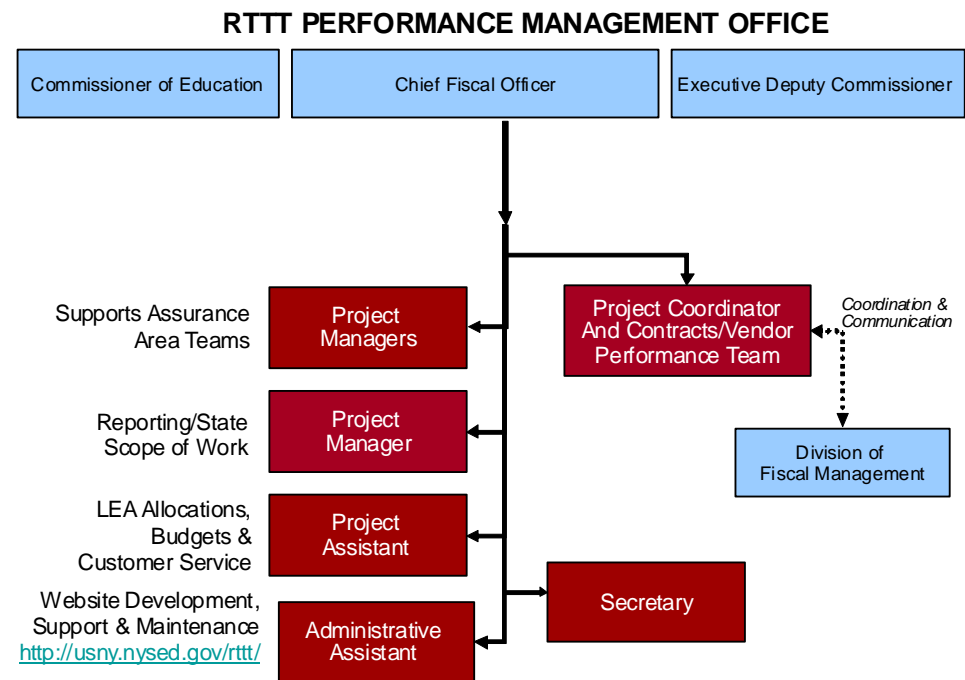 RTTT PERFORMANCE MANAGEMENT OFFICE
Commissioner of Education
Chief Fiscal Officer
Executive Deputy Commissioner
Supports Assurance
Area Teams
Project
Managers
Project Coordinator
And Contracts/Vendor
Performance Team
Coordination &
Communication
Reporting/State
Scope of Work
Project
Manager
Division of
Fiscal Management
LEA Allocations,
Budgets &
Customer Service
Project
Assistant
Website Development,
Support & Maintenance
http://usny.nysed.gov/rttt/
Administrative
Assistant
Secretary